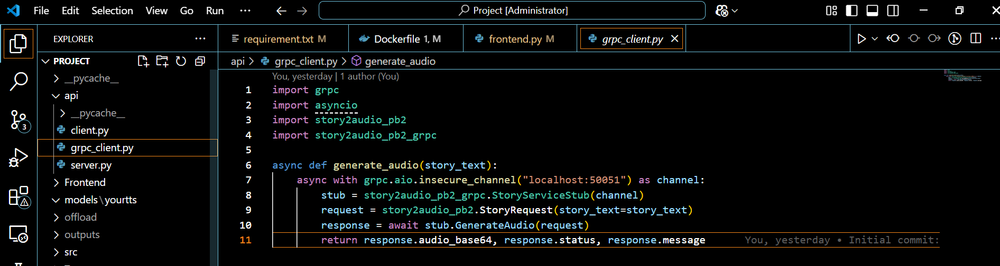 File Edit Selection View Go Run ··· Project [Administrator]
EXPLORER ···
PROJECT
__pycache__
api
__pycache__
client.py
grpc_client.py
server.py
Frontend
models\yourtts
offload
outputs
src
3
requirement.txt M
Dockerfile 1, M
frontend.py M
grpc_client.py
api > grpc_client.py > generate_audio
You, yesterday | 1 author (You)
1 import grpc
2 import asyncio
3 import story2audio_pb2
4 import story2audio_pb2_grpc
5
6 async def generate_audio(story_text):
7 async with grpc.aio.insecure_channel("localhost:50051") as channel:
8 stub = story2audio_pb2_grpc.StoryServiceStub(channel)
9 request = story2audio_pb2.StoryRequest(story_text=story_text)
10 response = await stub.GenerateAudio(request)
11 return response.audio_base64, response.status, response.message You, yesterday • Initial commit: